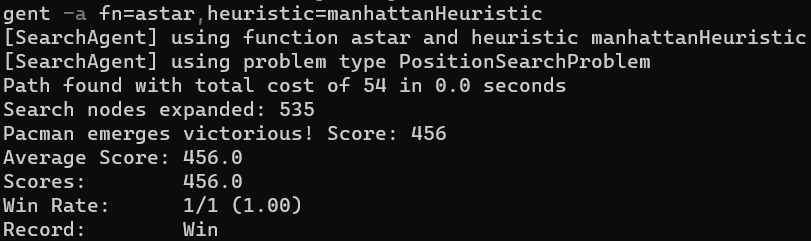 gent -a fn=astar,heuristic=manhattanHeuristic
[SearchAgent] using function astar and heuristic manhattanHeuristic
[SearchAgent] using problem type PositionSearchProblem
Path found with total cost of 54 in 0.0 seconds
Search nodes expanded: 535
Pacman emerges victorious! Score: 456
Average Score: 456.0
Scores:        456.0
Win Rate:      1/1 (1.00)
Record:        Win